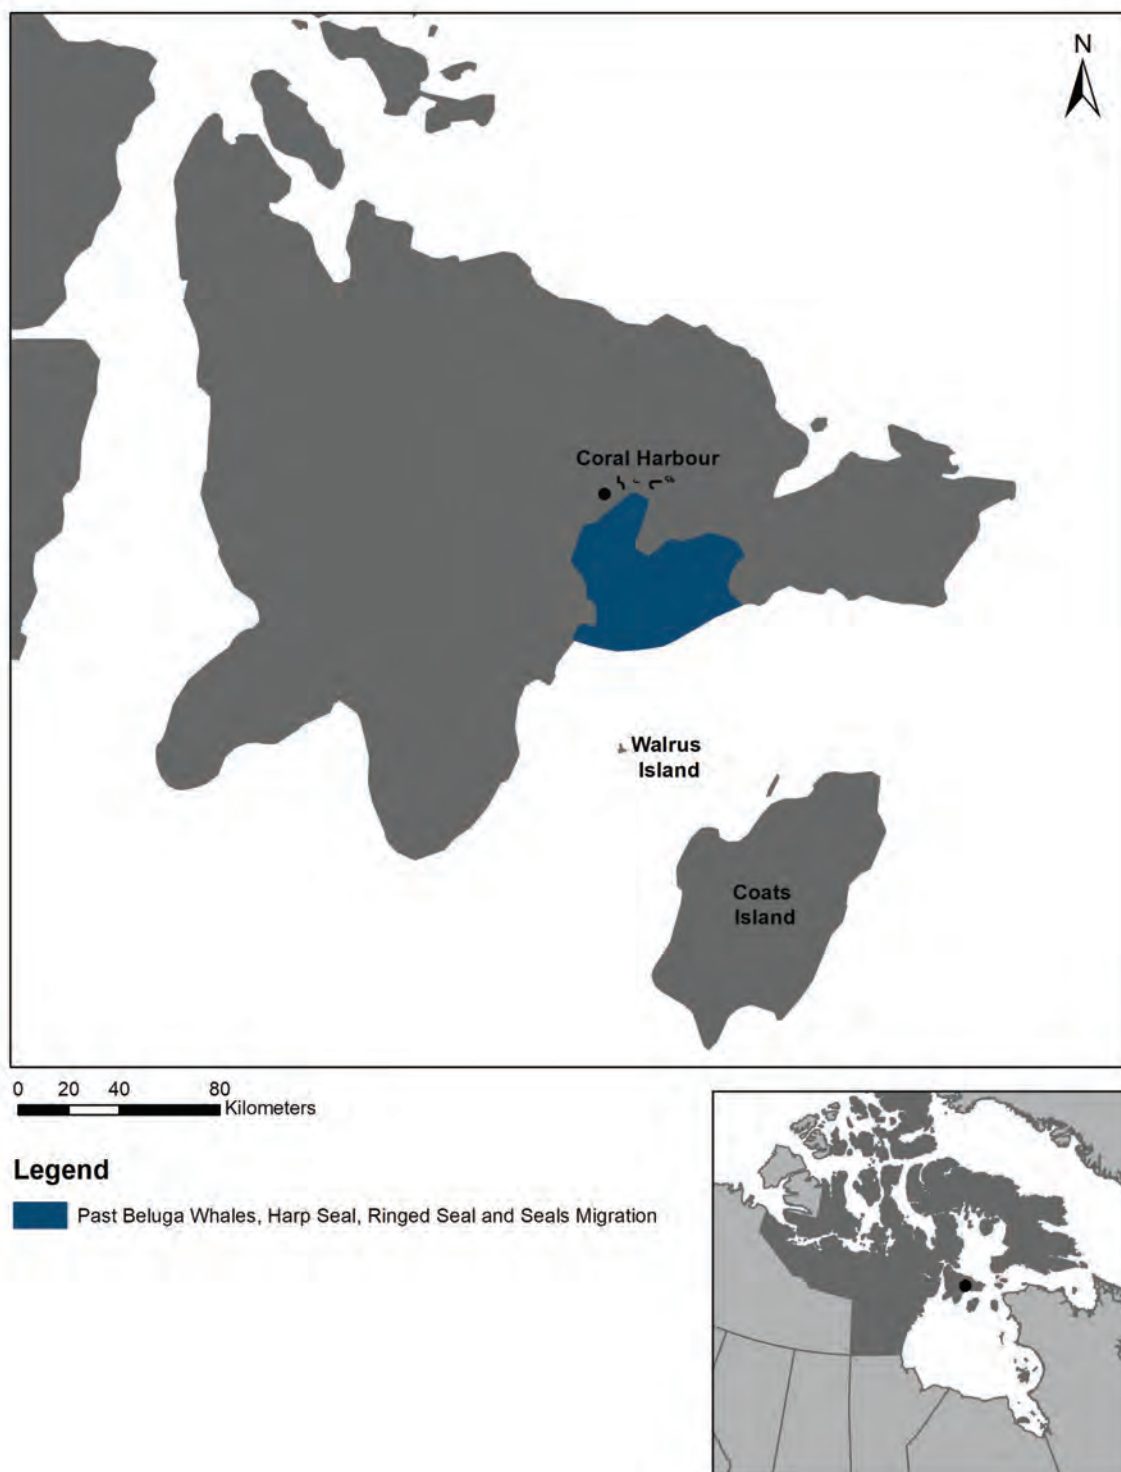 N
Coral Harbour
Walrus
Island
Coats
Island
0 20 40 80
Kilometers
Legend
Past Beluga Whales, Harp Seal, Ringed Seal and Seals Migration